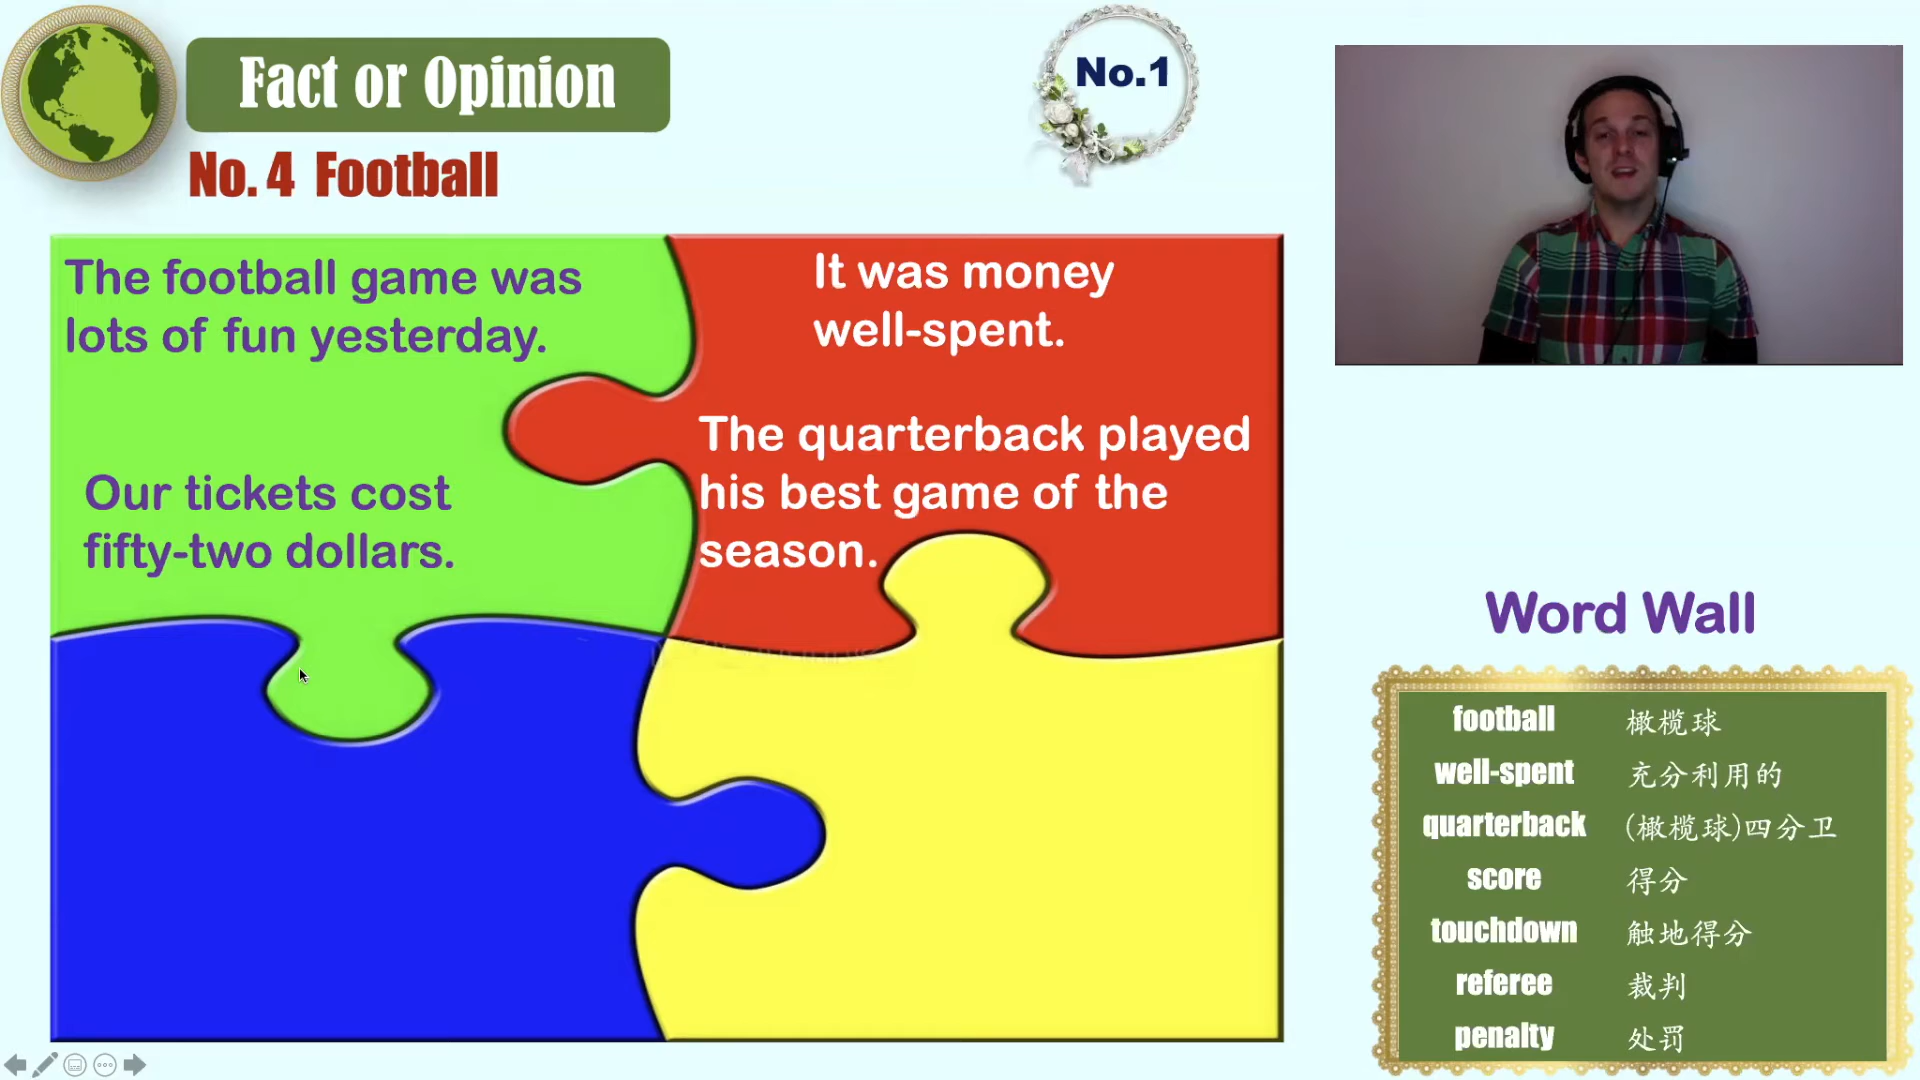 Fact or Opinion
No. 4 Football
No.1
The football game was
lots of fun yesterday.
Our tickets cost
fifty-two dollars.
It was money
well-spent.
The quarterback played
his best game of the
season.
Word Wall
football 橄榄球
well-spent 充分利用的
quarterback (橄榄球)四分卫
score 得分
touchdown 触地得分
referee 裁判
penalty 处罚